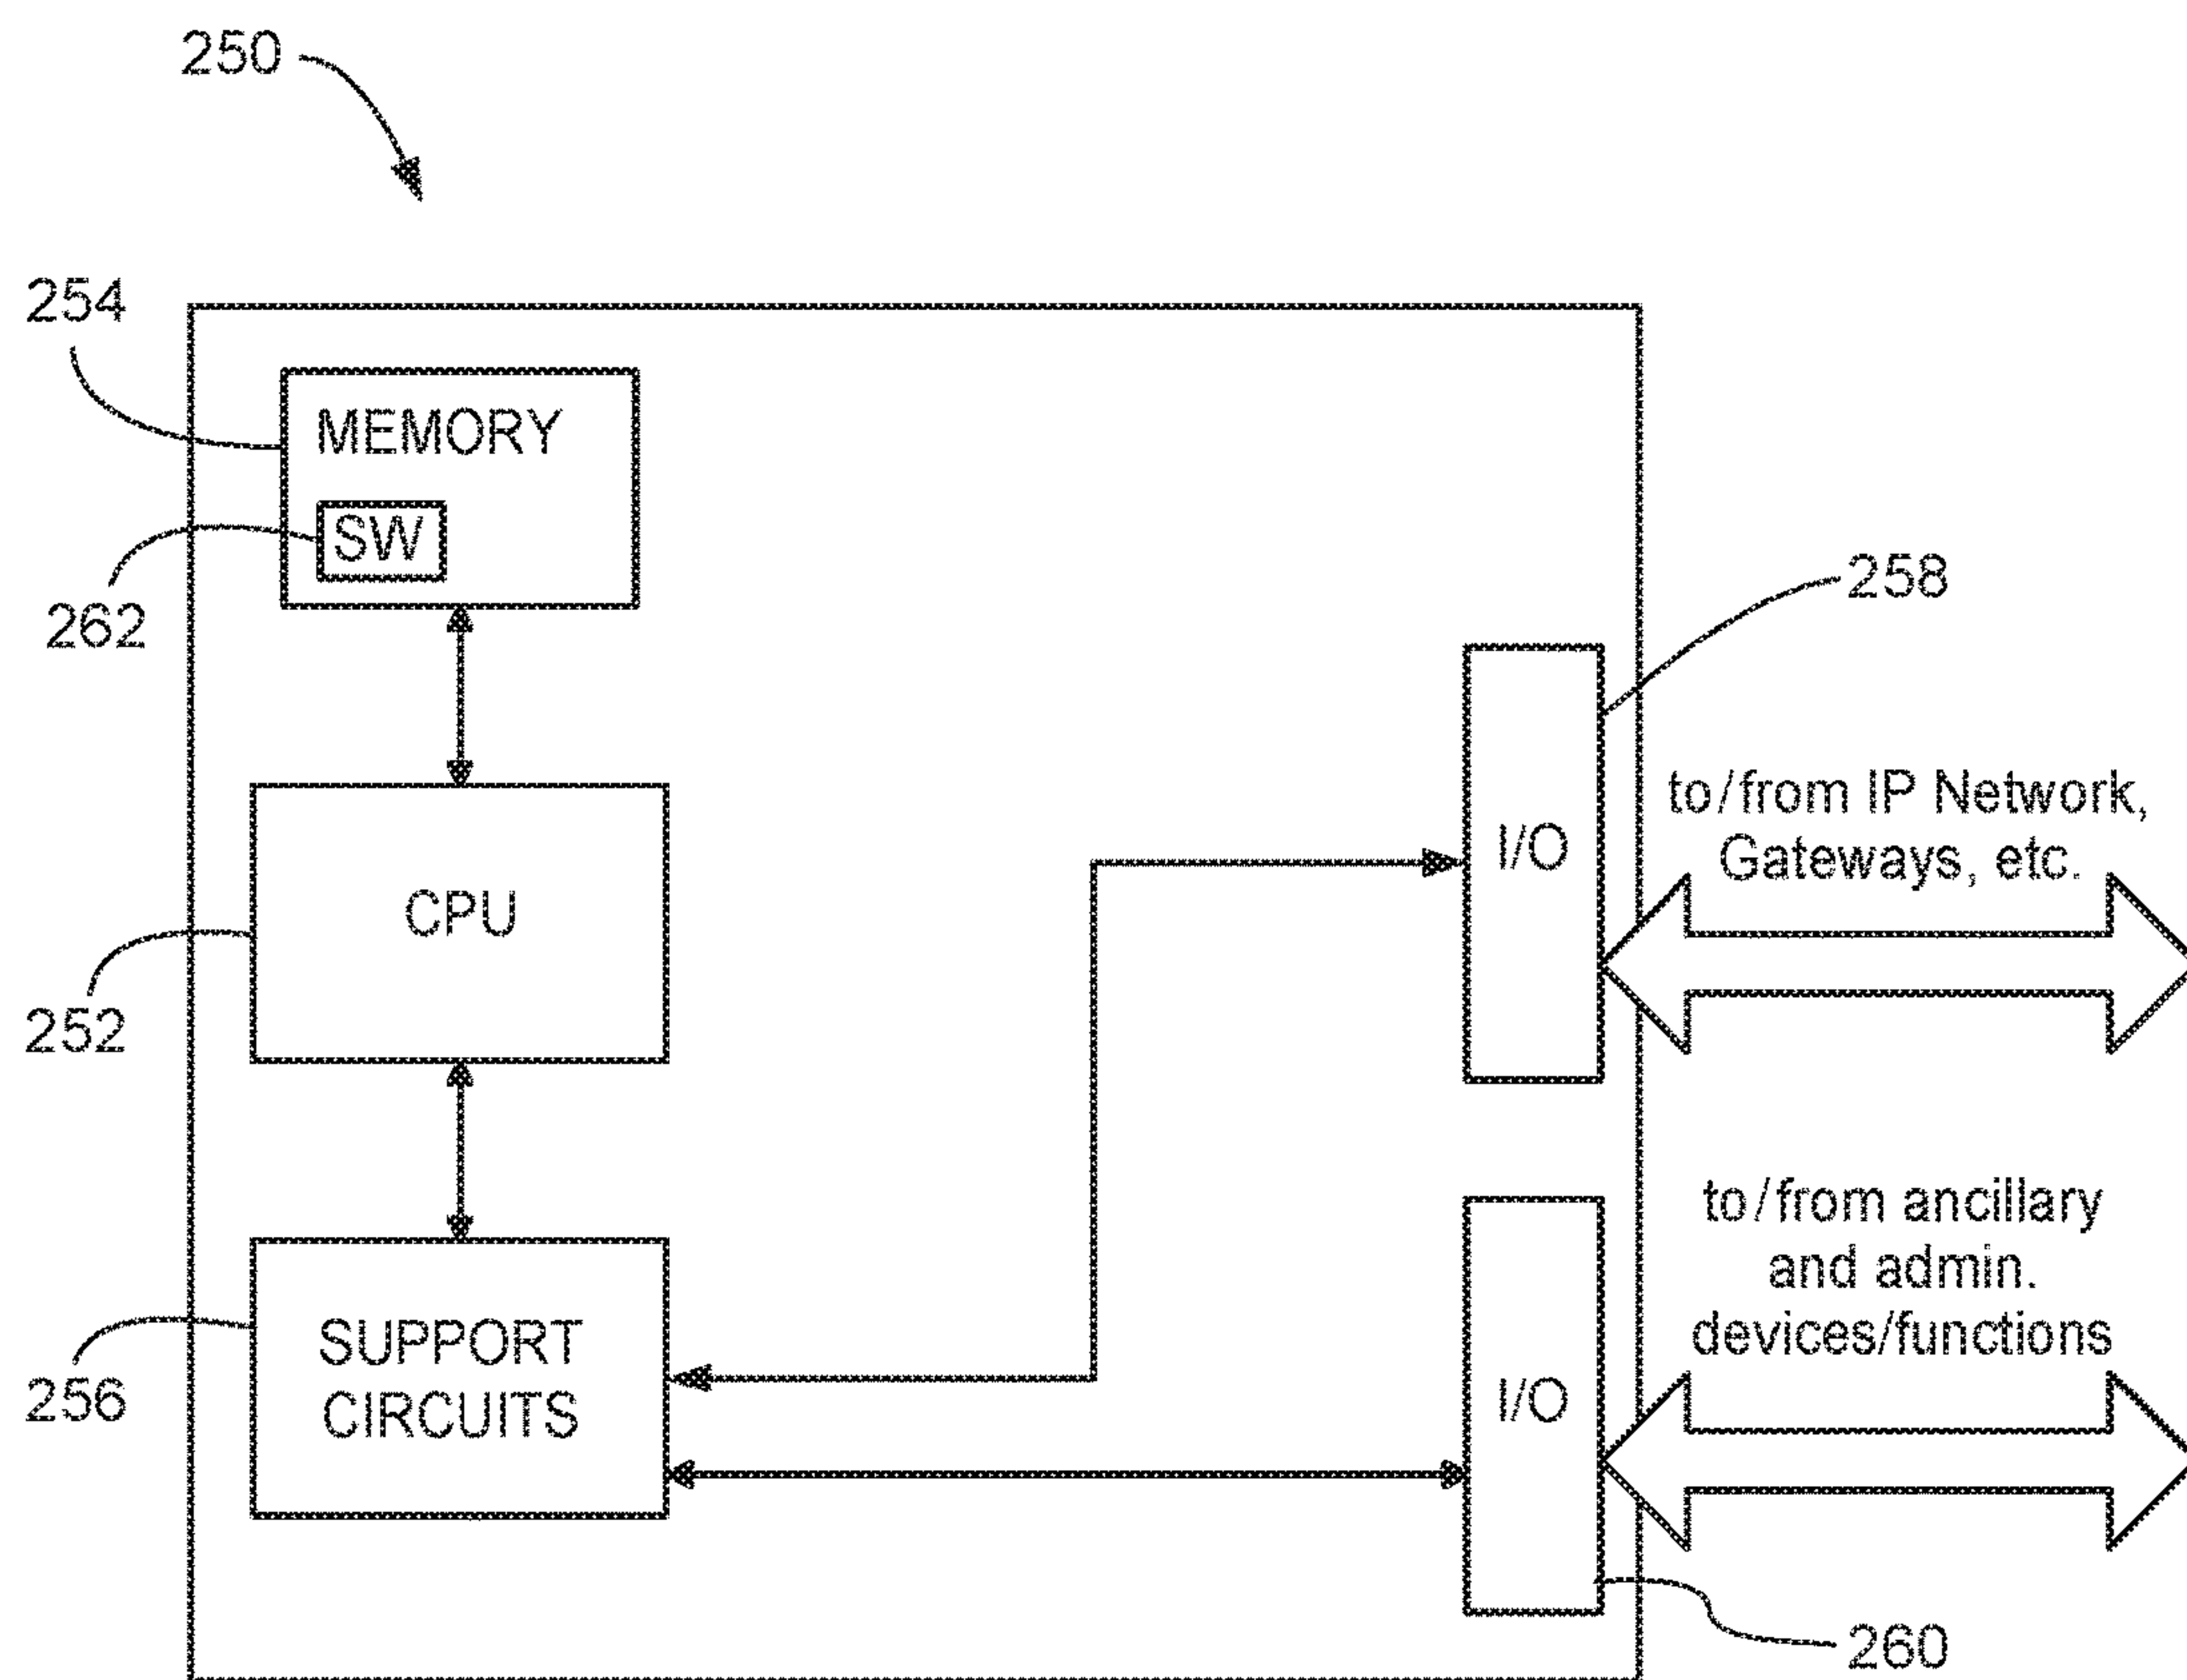 250
254
MEMORY
SW
262
258
to/from IP Network,
Gateways, etc.
I/O
CPU
252
to/from ancillary
and admin.
devices/functions
SUPPORT
CIRCUITS
256
I/O
260